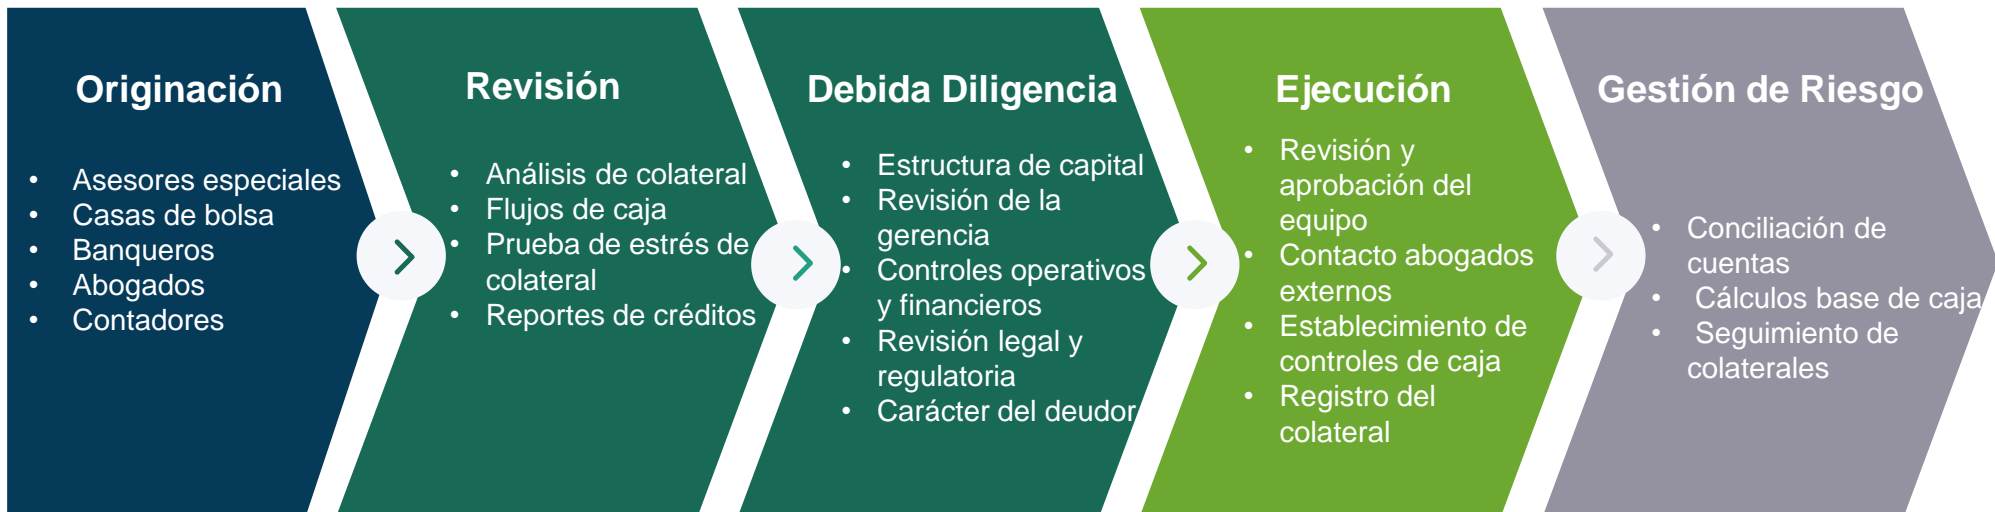 Originación
• Asesores especiales
• Casas de bolsa
• Banqueros
• Abogados
• Contadores
Revisión
• Análisis de colateral
• Flujos de caja
• Prueba de estrés de
colateral
• Reportes de créditos
Debida Diligencia
• Estructura de capital
• Revisión de la
gerencia
• Controles operativos
y financieros
• Revisión legal y
regulatoria
• Carácter del deudor
Ejecución
• Revisión y
aprobación del
equipo
• Contacto abogados
externos
• Establecimiento de
controles de caja
• Registro del
colateral
Gestión de Riesgo
• Conciliación de
cuentas
• Cálculos base de caja
• Seguimiento de
colaterales